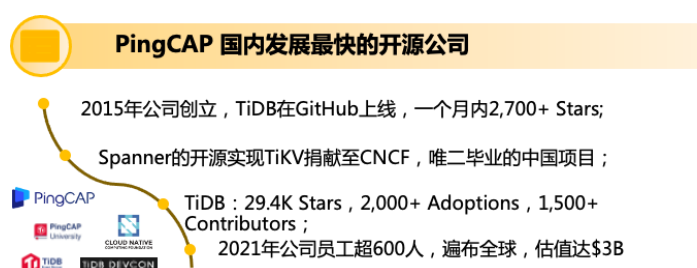 PingCAP 国内发展最快的开源公司
2015年公司创立，TiDB在GitHub上线，一个月内2,700+ Stars;
Spanner的开源实现TiKV捐献至CNCF，唯二毕业的中国项目；
TiDB：29.4K Stars，2,000+ Adoptions，1,500+
Contributors；
2021年公司员工超600人，遍布全球，估值达$3B
PingCAP
PingCAP
University
CLOUD NATIVE
COMPUTING FOUNDATION
TiDB
TiDB DEVCON